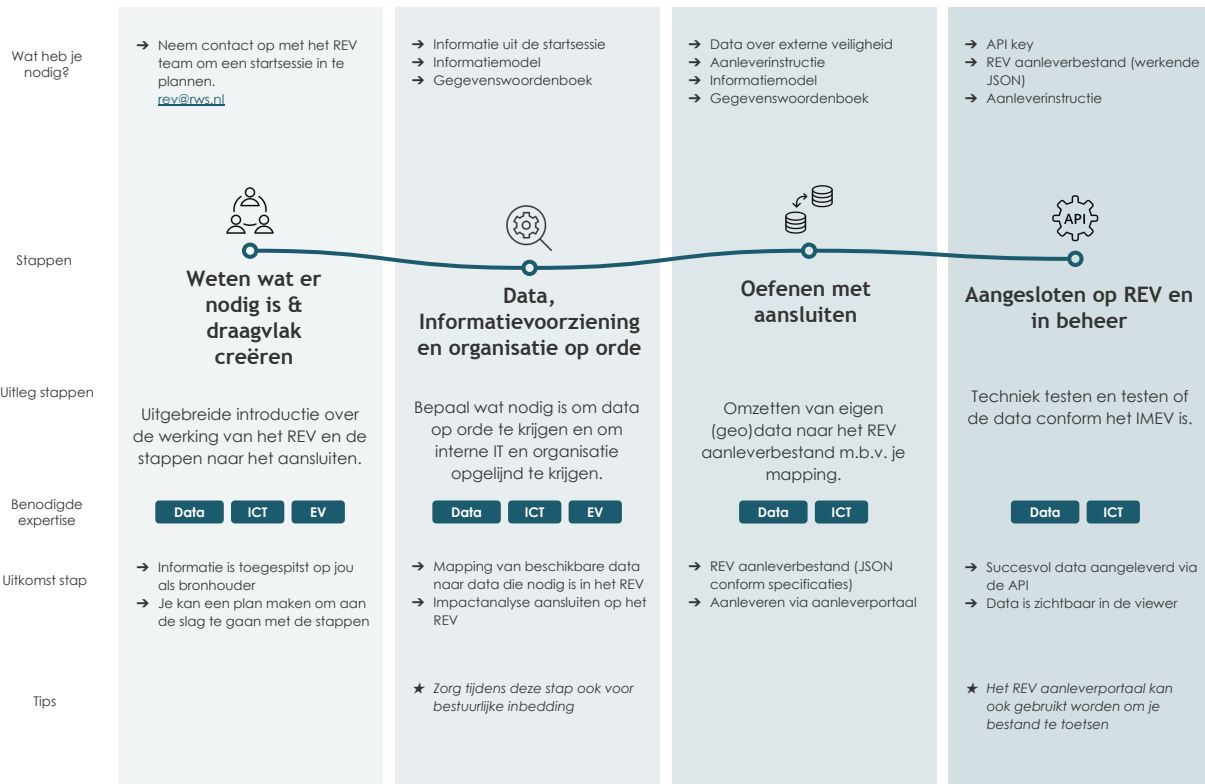 Wat heb je
nodig?
➔ Neem contact op met het REV
team om een startsessie in te
plannen.
rev@rws.nl
➔ Informatie uit de startsessie
➔ Informatiemodel
➔ Gegevenswoordenboek
➔ Data over externe veiligheid
➔ Aanleverinstructie
➔ Informatiemodel
➔ Gegevenswoordenboek
➔ API key
➔ REV aanleverbestand (werkende
JSON)
➔ Aanleverinstructie
API
Stappen
Weten wat er
nodig is &
draagvlak
creëren
Data,
Informatievoorziening
en organisatie op orde
Oefenen met
aansluiten
Aangesloten op REV en
in beheer
Uitleg stappen
Uitgebreide introductie over
de werking van het REV en de
stappen naar het aansluiten.
Bepaal wat nodig is om data
op orde te krijgen en om
interne IT en organisatie
opgelijnd te krijgen.
Omzetten van eigen
(geo)data naar het REV
aanleverbestand m.b.v. je
mapping.
Techniek testen en testen of
de data conform het IMEV is.
Benodigde
expertise
Data ICT EV
Data ICT EV
Data ICT
Data ICT
Uitkomst stap
➔ Informatie is toegespitst op jou
als bronhouder
➔ Je kan een plan maken om aan
de slag te gaan met de stappen
➔ Mapping van beschikbare data
naar data die nodig is in het REV
➔ Impactanalyse aansluiten op het
REV
➔ REV aanleverbestand (JSON
conform specificaties)
➔ Aanleveren via aanleverportaal
➔ Succesvol data aangeleverd via
de API
➔ Data is zichtbaar in de viewer
Tips
★ Zorg tijdens deze stap ook voor
bestuurlijke inbedding
★ Het REV aanleverportaal kan
ook gebruikt worden om je
bestand te toetsen